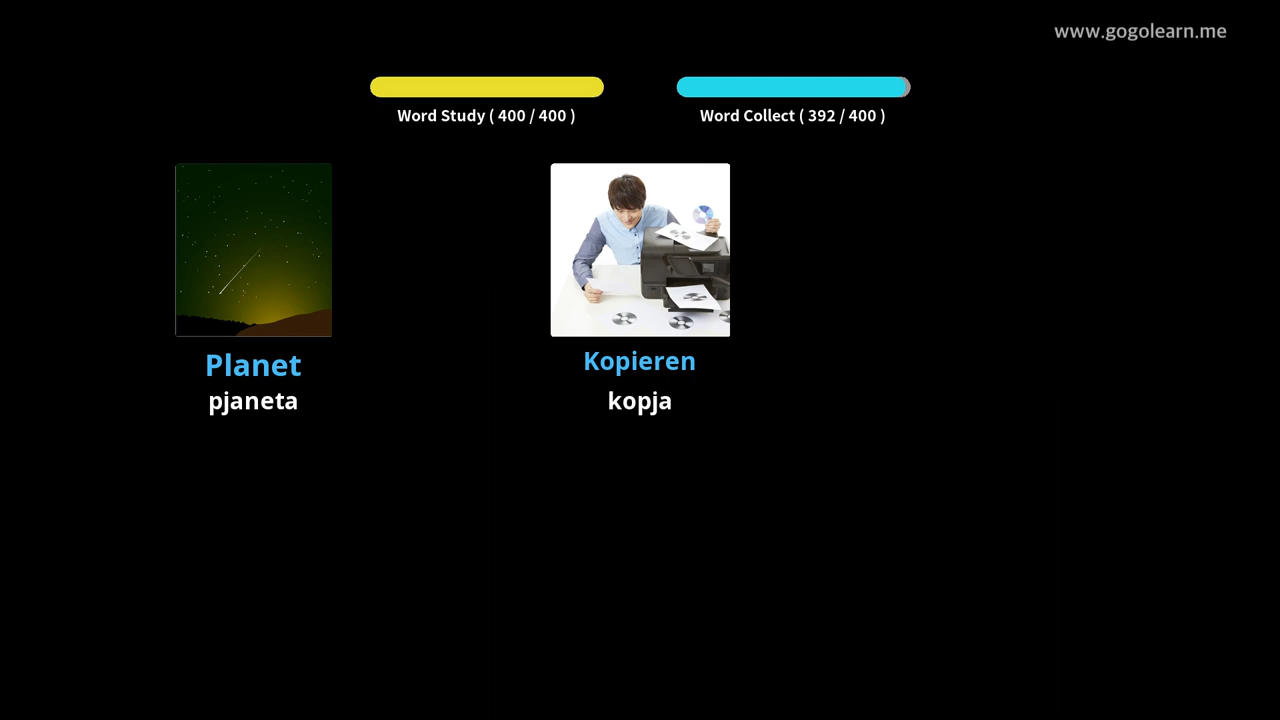 www.gogolearn.me
Word Study ( 400 / 400 )
Word Collect ( 392 / 400 )
Planet
pjaneta
Kopieren
kopja